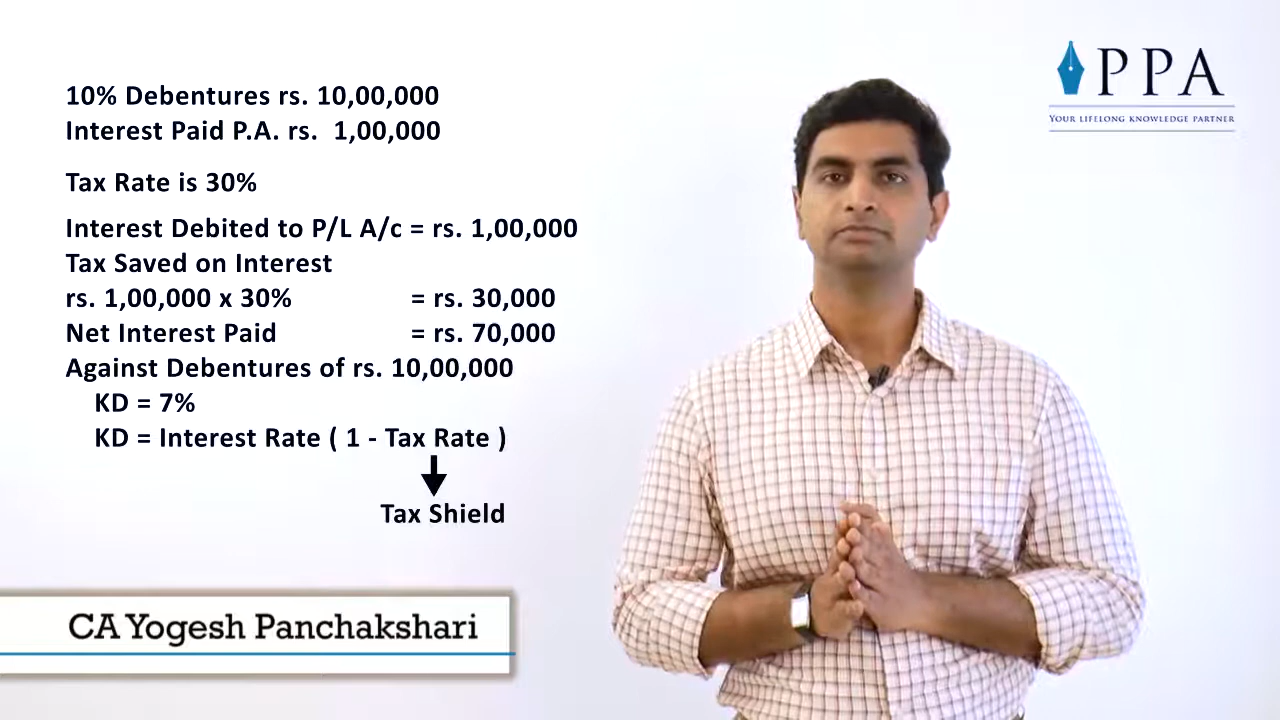 10% Debentures rs. 10,00,000
Interest Paid P.A. rs. 1,00,000
Tax Rate is 30%
Interest Debited to P/L A/c = rs. 1,00,000
Tax Saved on Interest
rs. 1,00,000 x 30% = rs. 30,000
Net Interest Paid = rs. 70,000
Against Debentures of rs. 10,00,000
KD = 7%
KD = Interest Rate ( 1 - Tax Rate )
Tax Shield
CA Yogesh Panchakshari
PPA
YOUR LIFELONG KNOWLEDGE PARTNER